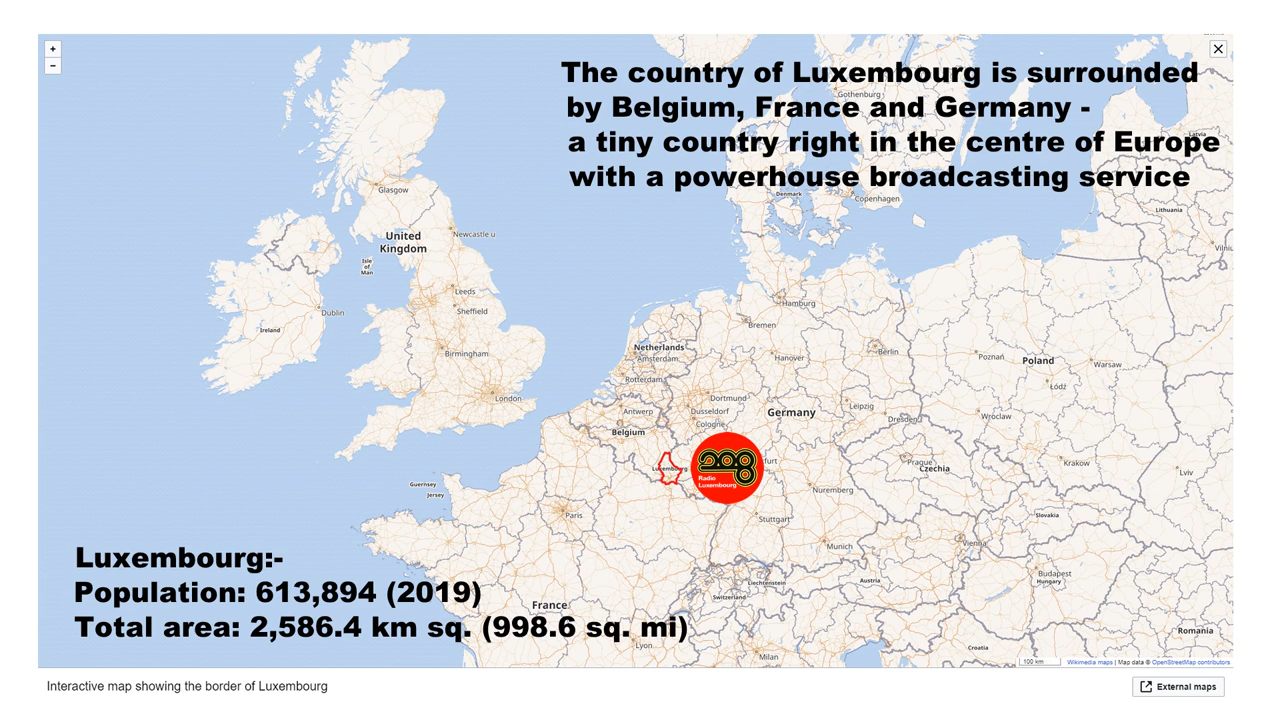 +
−
The country of Luxembourg is surrounded
by Belgium, France and Germany -
a tiny country right in the centre of Europe
with a powerhouse broadcasting service
Gothenburg
Latvia
Denmark
Copenhagen
Lithuania
Glasgow
United
Kingdom
Newcastle u
Isle
of
Man
Leeds
Sheffield
Dublin
Ireland
Birmingham
London
Hamburg
Bremen
Netherlands
Amsterdam
Hanover
Berlin
Poznań
Poland
Warsaw
Łódź
Rotterdam
Dortmund
Antwerp
Dusseldorf
Germany
Leipzig
Wroclaw
Dresden
Cologne
Belgium
Luxembourg
208
Radio
Luxembourg
Prague
Czechia
Krakow
Lviv
Guernsey
Jersey
Nuremberg
Paris
Stuttgart
Slovakia
Vienna
Munich
Budapest
Hungary
Liechtenstein
Austria
Switzerland
Luxembourg:-
Population: 613,894 (2019)
Total area: 2,586.4 km sq. (998.6 sq. mi)
France
Lyon
Milan
Croatia
Romania
100 km
Wikimedia maps | Map data © OpenStreetMap contributors
Interactive map showing the border of Luxembourg
External maps